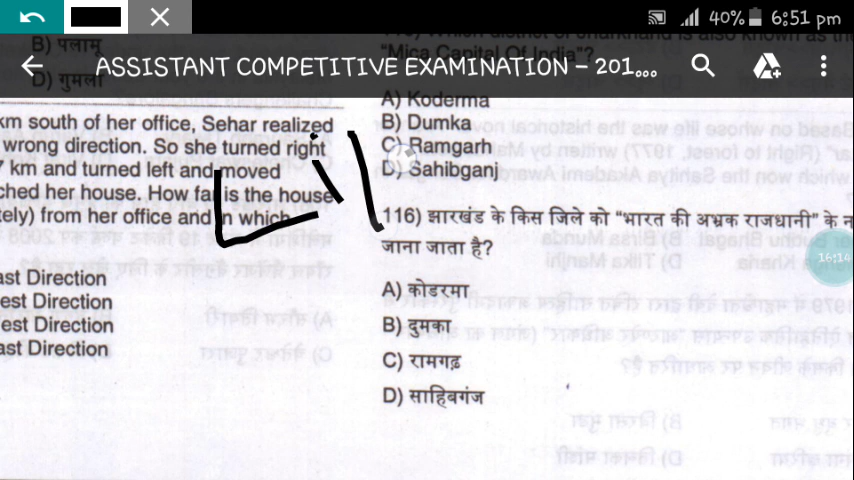 40% 6:51 pm
ASSISTANT COMPETITIVE EXAMINATION – 201...
B) पलामू
D) गुमला
km south of her office, Sehar realized
wrong direction. So she turned right
7 km and turned left and moved
ched her house. How far is the house
tely) from her office and in which
ast Direction
est Direction
est Direction
ast Direction
"Mica Capital Of India"?
A) Koderma
B) Dumka
C) Ramgarh
D) Sahibganj
116) झारखंड के किस जिले को "भारत की अभ्रक राजधानी" के न
जाना जाता है?
A) कोडरमा
B) दुमका
C) रामगढ़
D) साहिबगंज
16:14